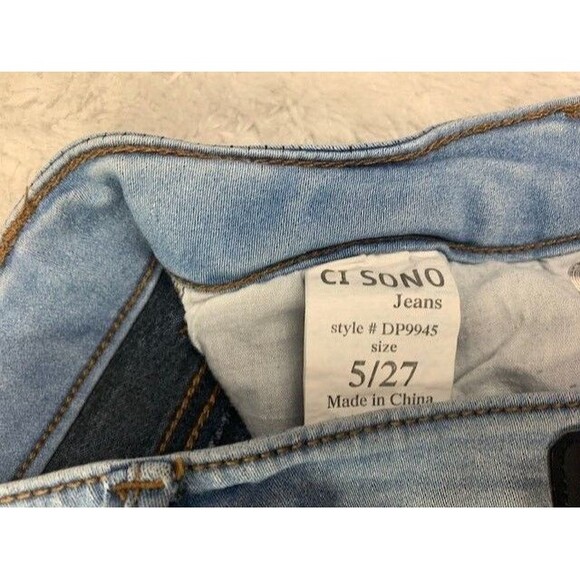 CI SONO
Jeans
style # DP9945
size
5/27
Made in China